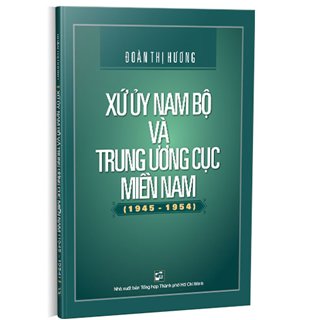 ĐOÀN THỊ HƯƠNG
XỨ ỦY NAM BỘ
VÀ
TRUNG ƯƠNG CỤC
MIỀN NAM
(1945 - 1954)
Nhà xuất bản Tổng hợp Thành phố Hồ Chí Minh